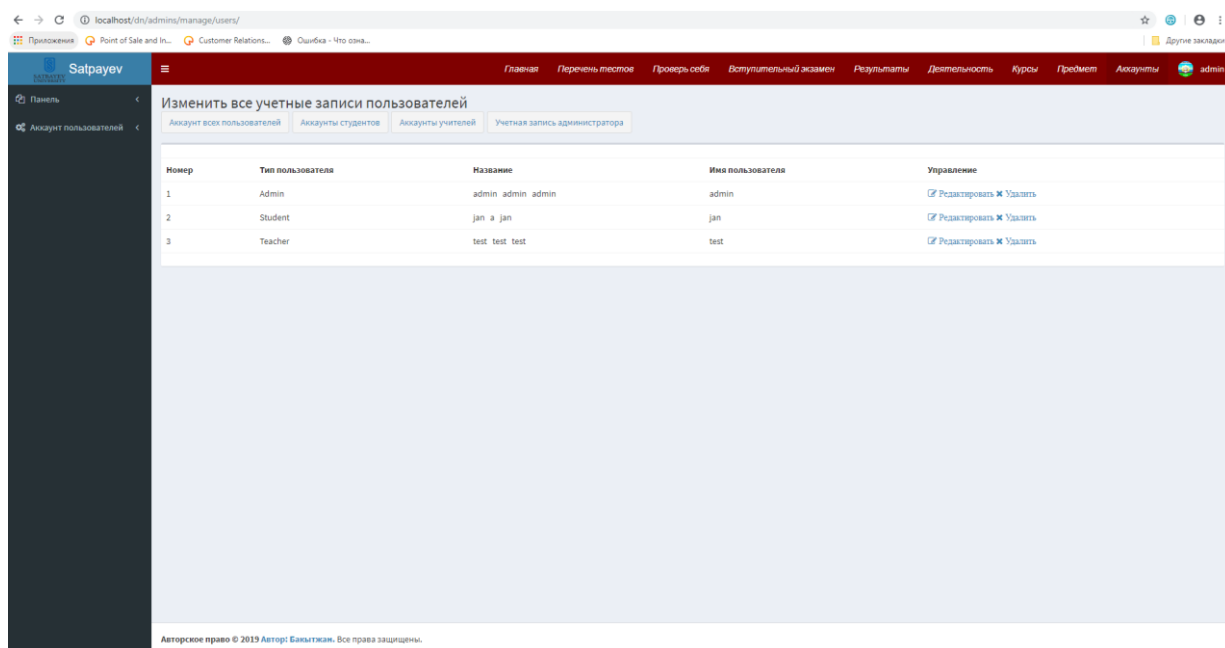 localhost/dn/admins/manage/users/
Приложения Point of Sale and In... Customer Relations... Ошибка - Что озна... Другие закладки
Satpayev Главная Перечень тестов Проверь себя Вступительный экзамен Результаты Деятельность Курсы Предмет Аккаунты admin
Панель
Аккаунт пользователей
Изменить все учетные записи пользователей
Аккаунт всех пользователей Аккаунты студентов Аккаунты учителей Учетная запись администратора
Номер Тип пользователя Название Имя пользователя Управление
1 Admin admin admin admin admin Редактировать Удалить
2 Student jan a jan jan Редактировать Удалить
3 Teacher test test test test Редактировать Удалить
Авторское право © 2019 Автор: Бакытжан. Все права защищены.